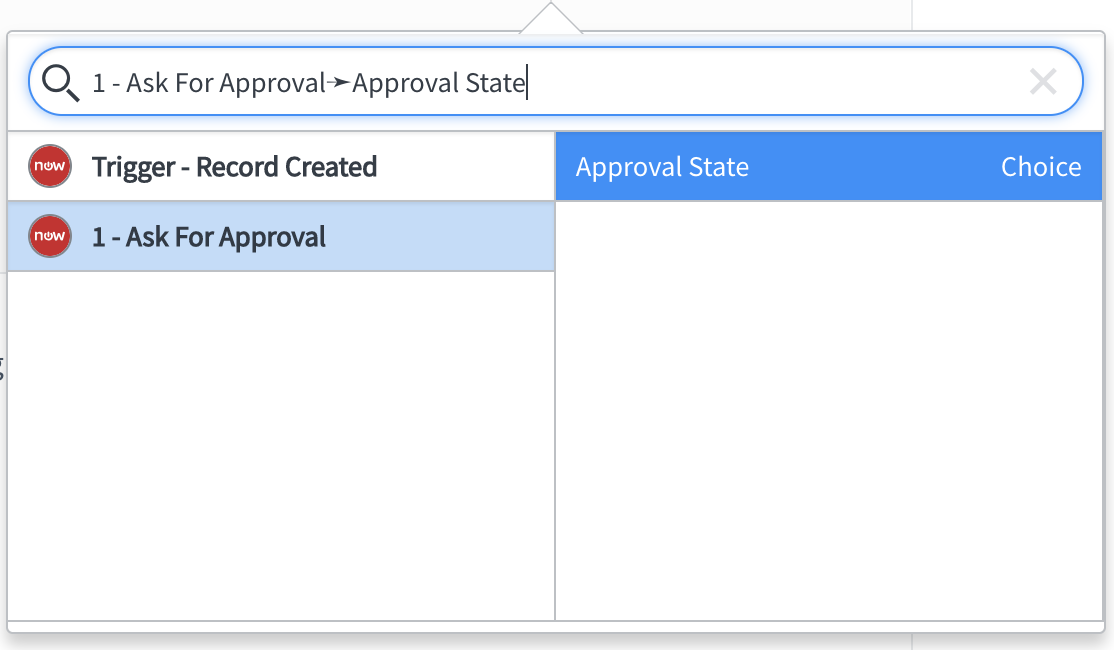 1 - Ask For Approval➛Approval State
now Trigger - Record Created
Approval State Choice
now 1 - Ask For Approval
g